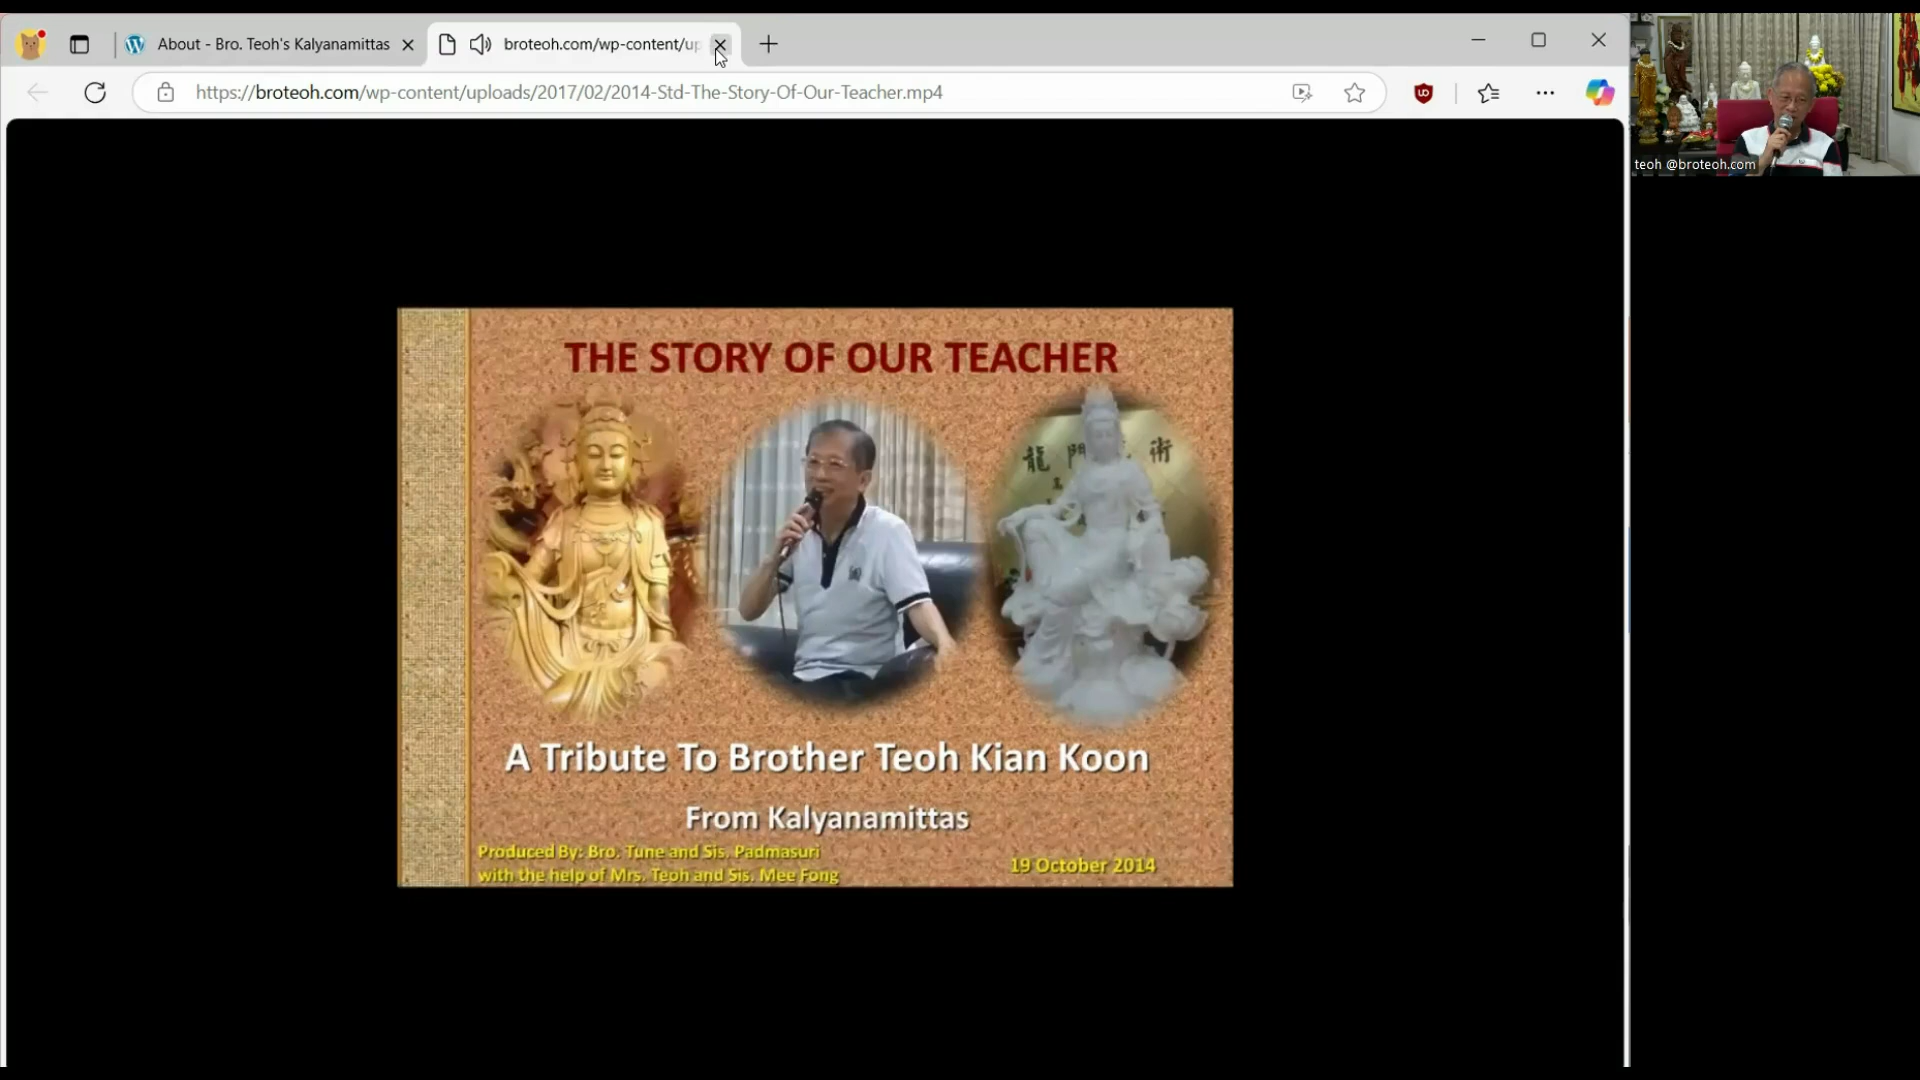 About - Bro. Teoh's Kalyanamittas
broteoh.com/wp-content/up
https://broteoh.com/wp-content/uploads/2017/02/2014-Std-The-Story-Of-Our-Teacher.mp4
teoh @broteoh.com
THE STORY OF OUR TEACHER
龍門 術
A Tribute To Brother Teoh Kian Koon
From Kalyanamittas
Produced By: Bro. Tune and Sis. Padmasuri
with the help of Mrs. Teoh and Sis. Mee Fong
19 October 2014